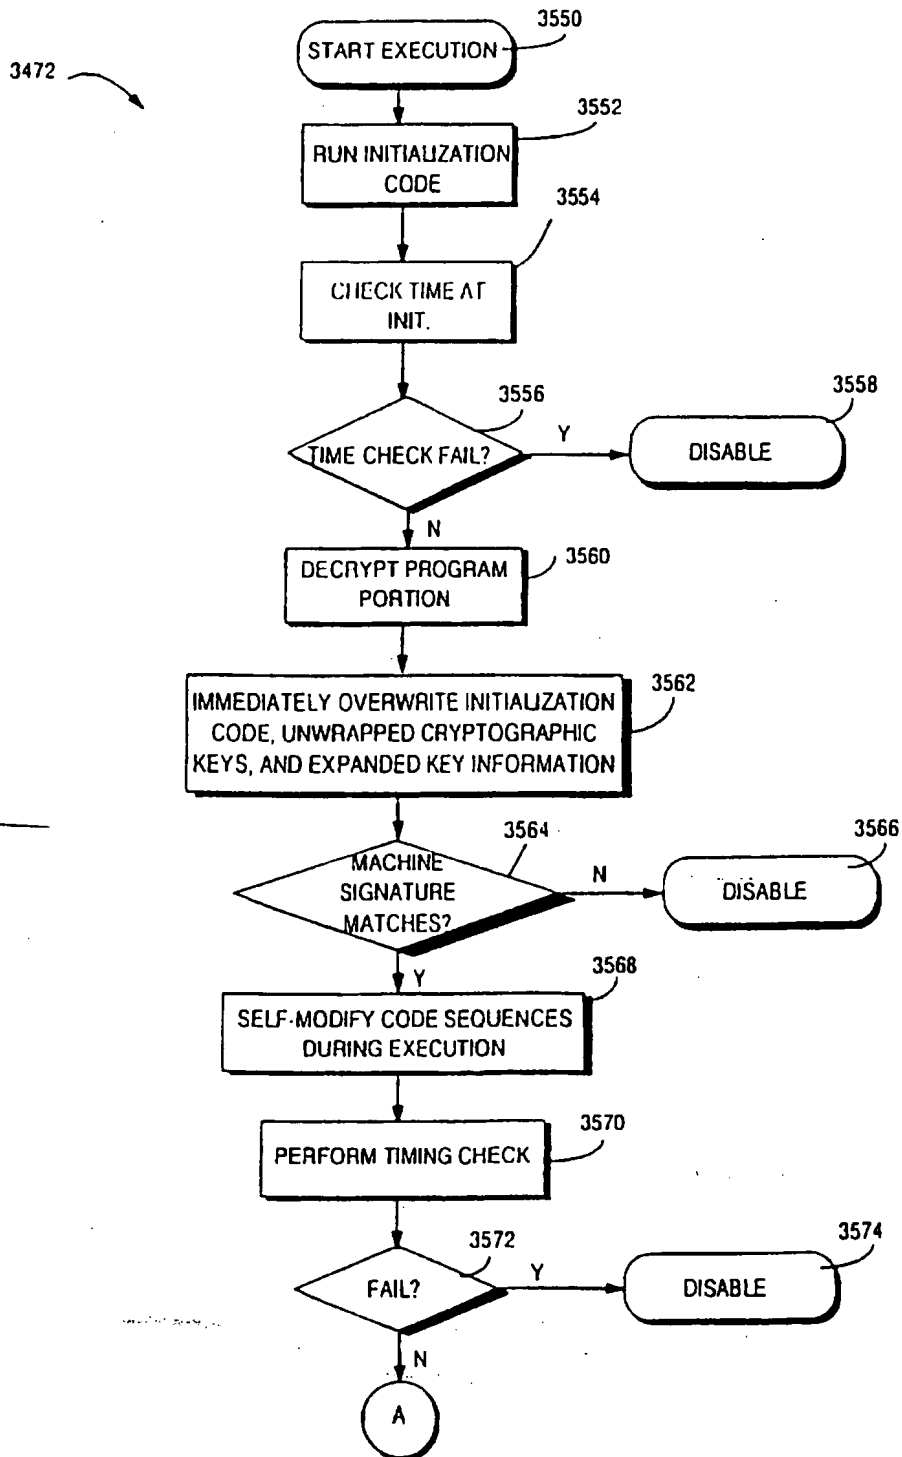 3550
START EXECUTION
3472
3552
RUN INITIALIZATION
CODE
3554
CHECK TIME AT
INIT.
3556
TIME CHECK FAIL?
Y
3558
DISABLE
N
DECRYPT PROGRAM
PORTION
3560
IMMEDIATELY OVERWRITE INITIALIZATION
CODE, UNWRAPPED CRYPTOGRAPHIC
KEYS, AND EXPANDED KEY INFORMATION
3562
3564
MACHINE
SIGNATURE
MATCHES?
N
3566
DISABLE
Y
3568
SELF-MODIFY CODE SEQUENCES
DURING EXECUTION
3570
PERFORM TIMING CHECK
3572
FAIL?
Y
3574
DISABLE
N
A